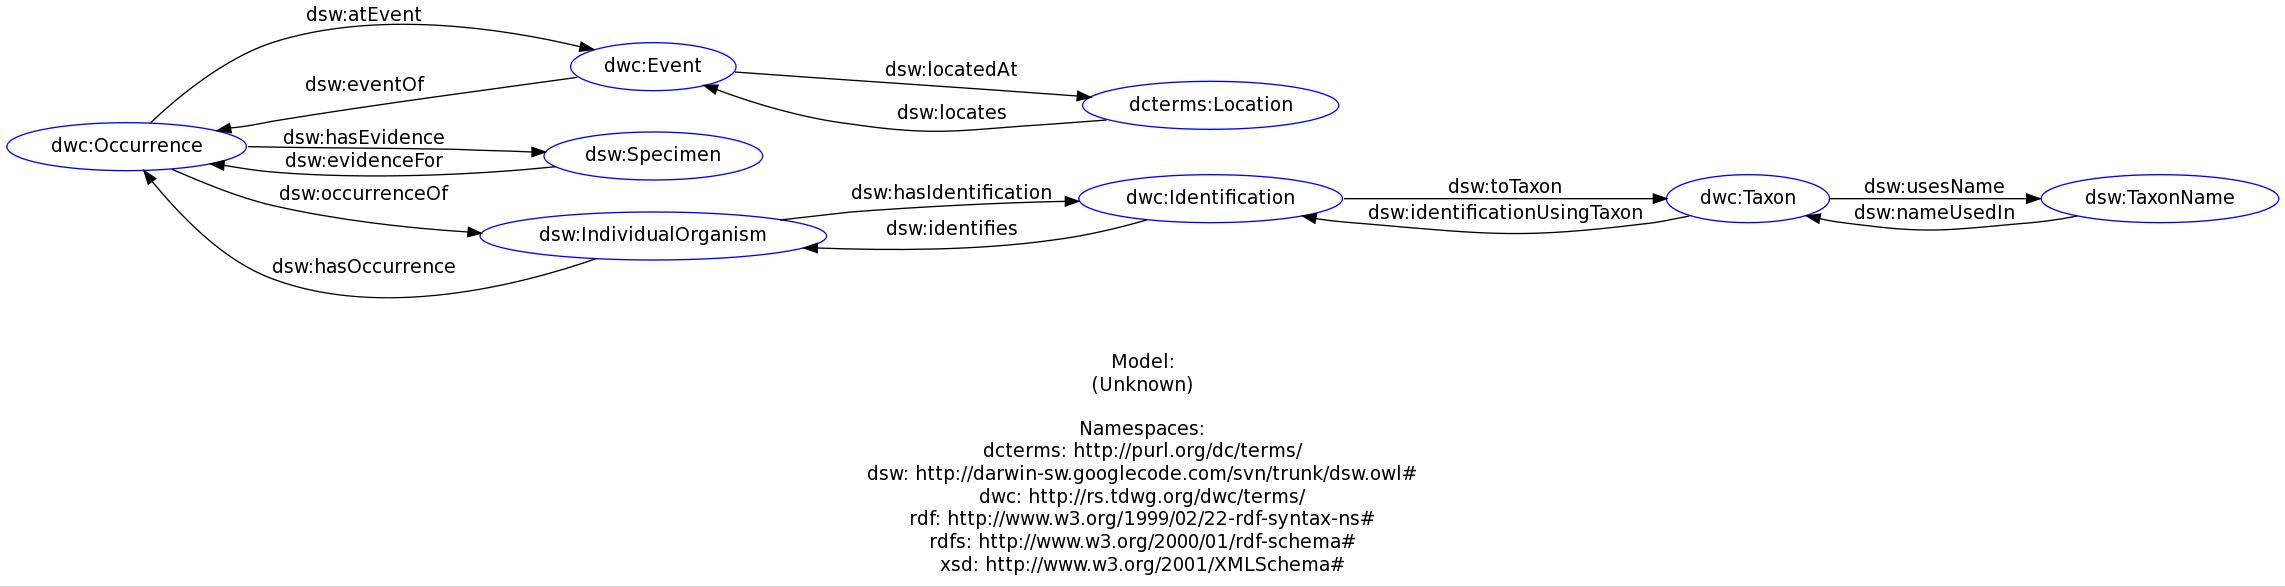 dsw:atEvent
dwc:Event
dsw:locatedAt
dsw:eventOf
dcterms:Location
dsw:locates
dwc:Occurrence
dsw:hasEvidence
dsw:Specimen
dsw:evidenceFor
dsw:occurrenceOf
dsw:hasIdentification
dwc:Identification
dsw:toTaxon
dwc:Taxon
dsw:usesName
dsw:TaxonName
dsw:identificationUsingTaxon
dsw:nameUsedIn
dsw:IndividualOrganism
dsw:identifies
dsw:hasOccurrence
Model:
(Unknown)
Namespaces:
dcterms: http://purl.org/dc/terms/
dsw: http://darwin-sw.googlecode.com/svn/trunk/dsw.owl#
dwc: http://rs.tdwg.org/dwc/terms/
rdf: http://www.w3.org/1999/02/22-rdf-syntax-ns#
rdfs: http://www.w3.org/2000/01/rdf-schema#
xsd: http://www.w3.org/2001/XMLSchema#